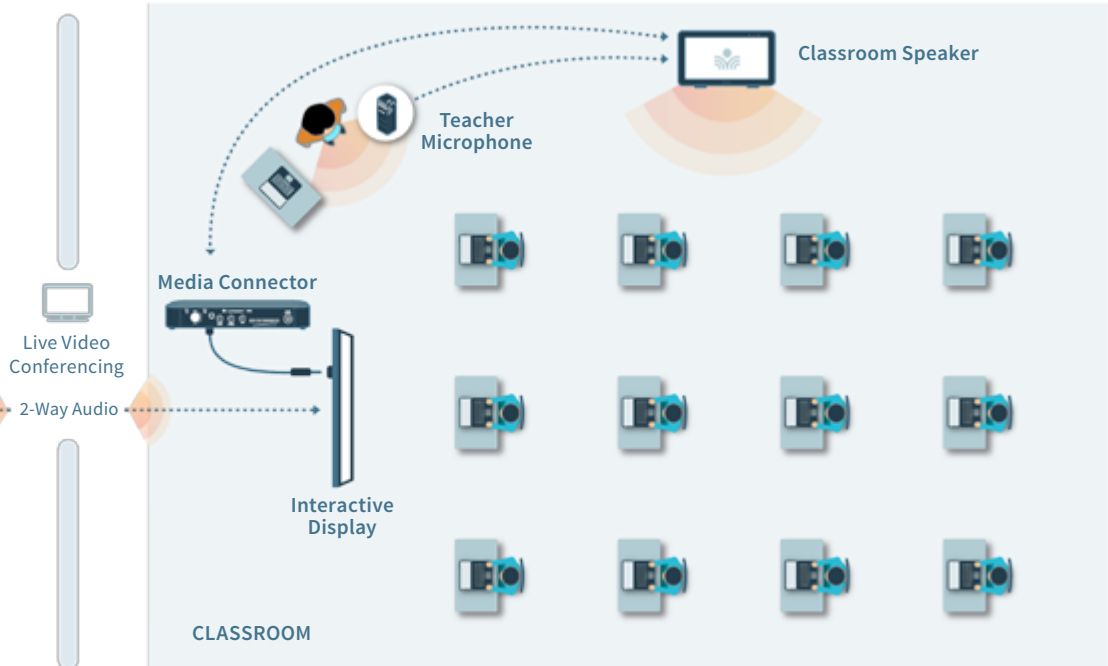 Classroom Speaker
Teacher
Microphone
Media Connector
Live Video
Conferencing
2-Way Audio
Interactive
Display
CLASSROOM